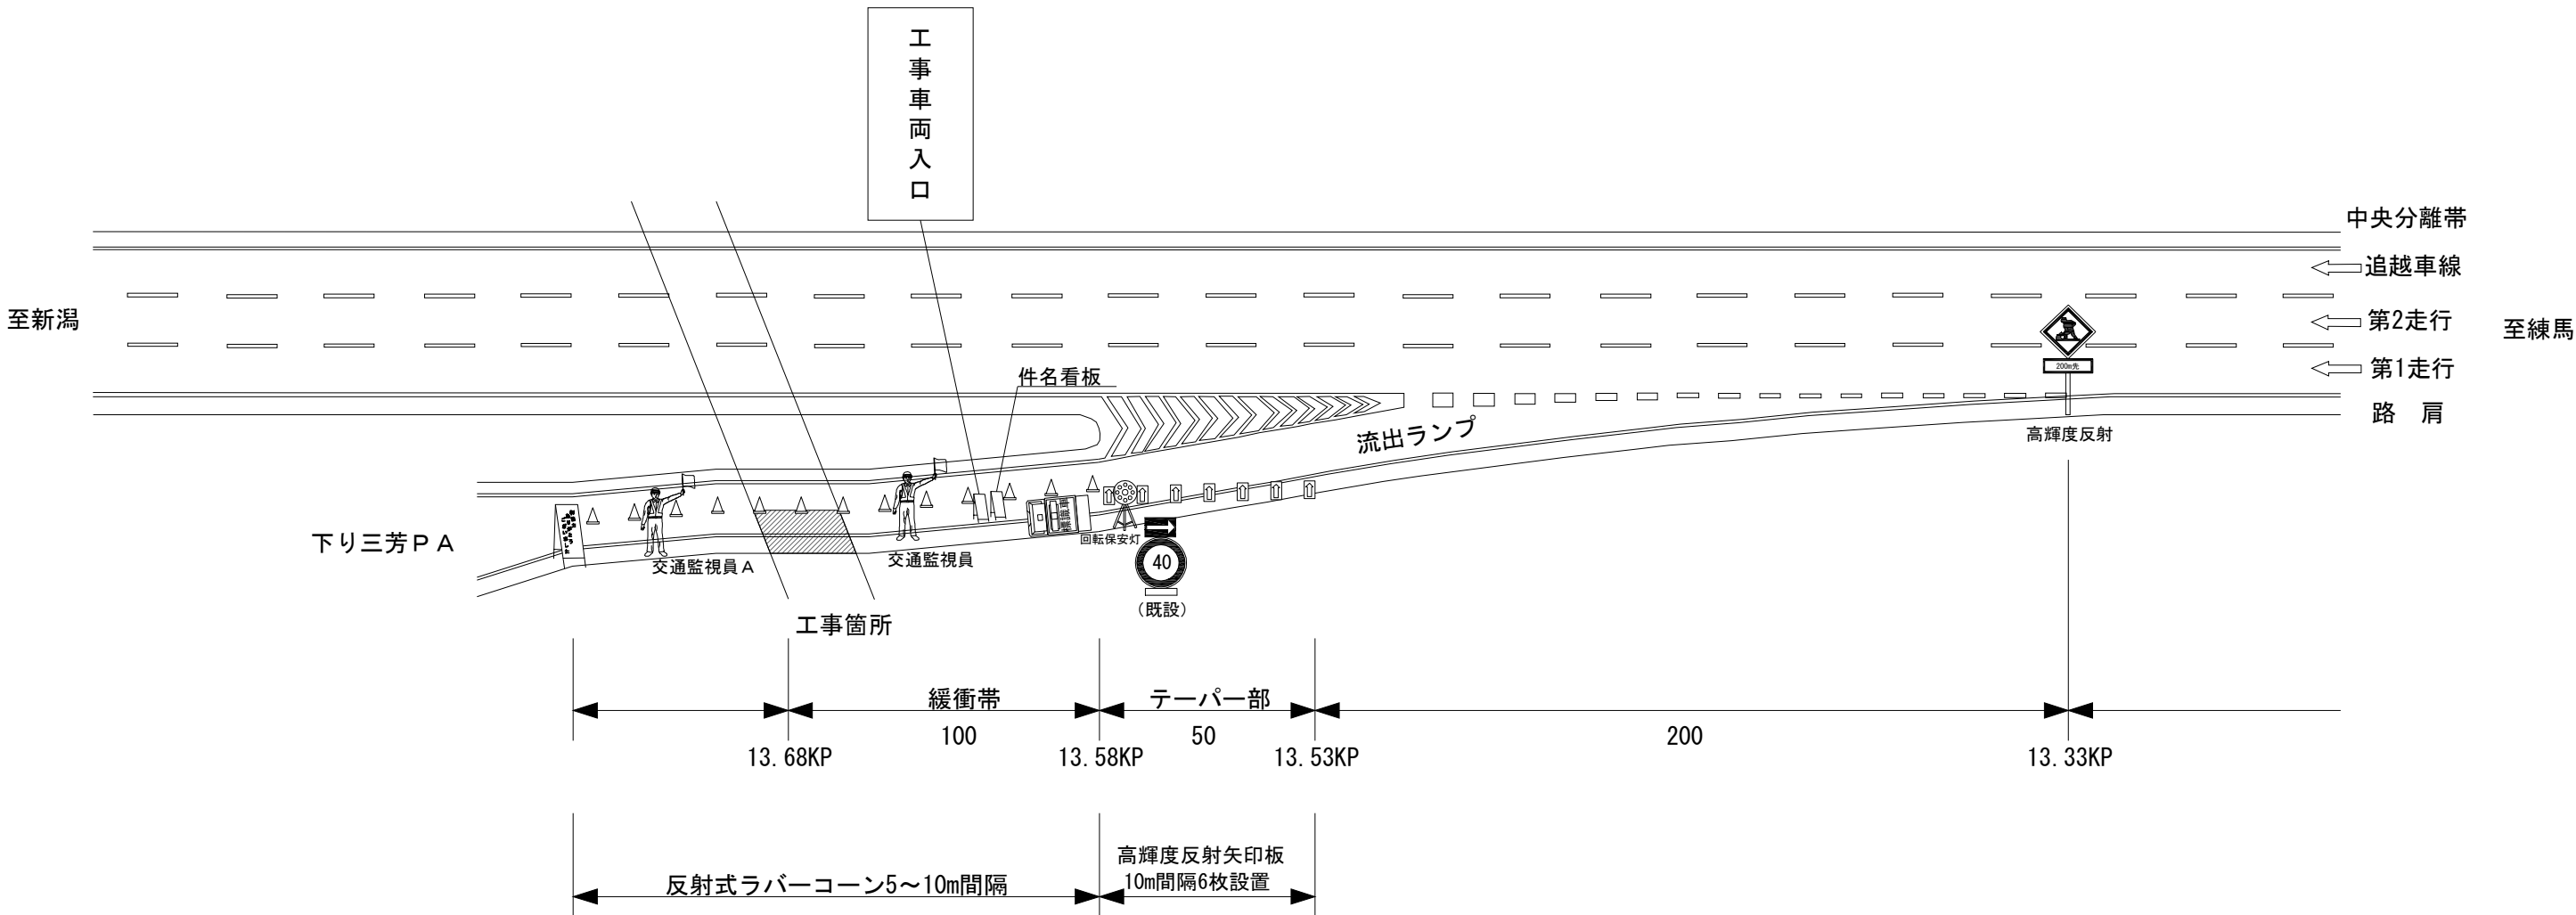 工事車両入口
中央分離帯
追越車線
至新潟
第2走行
至練馬
200m先
件名看板
第1走行
路　肩
流出ランプ
高輝度反射
標識車
下り三芳ＰＡ
回転保安灯
交通監視員Ａ
交通監視員
40
(既設)
工事箇所
緩衝帯
テーパー部
100
50
200
13.68KP
13.58KP
13.53KP
13.33KP
高輝度反射矢印板
10m間隔6枚設置
反射式ラバーコーン5～10m間隔